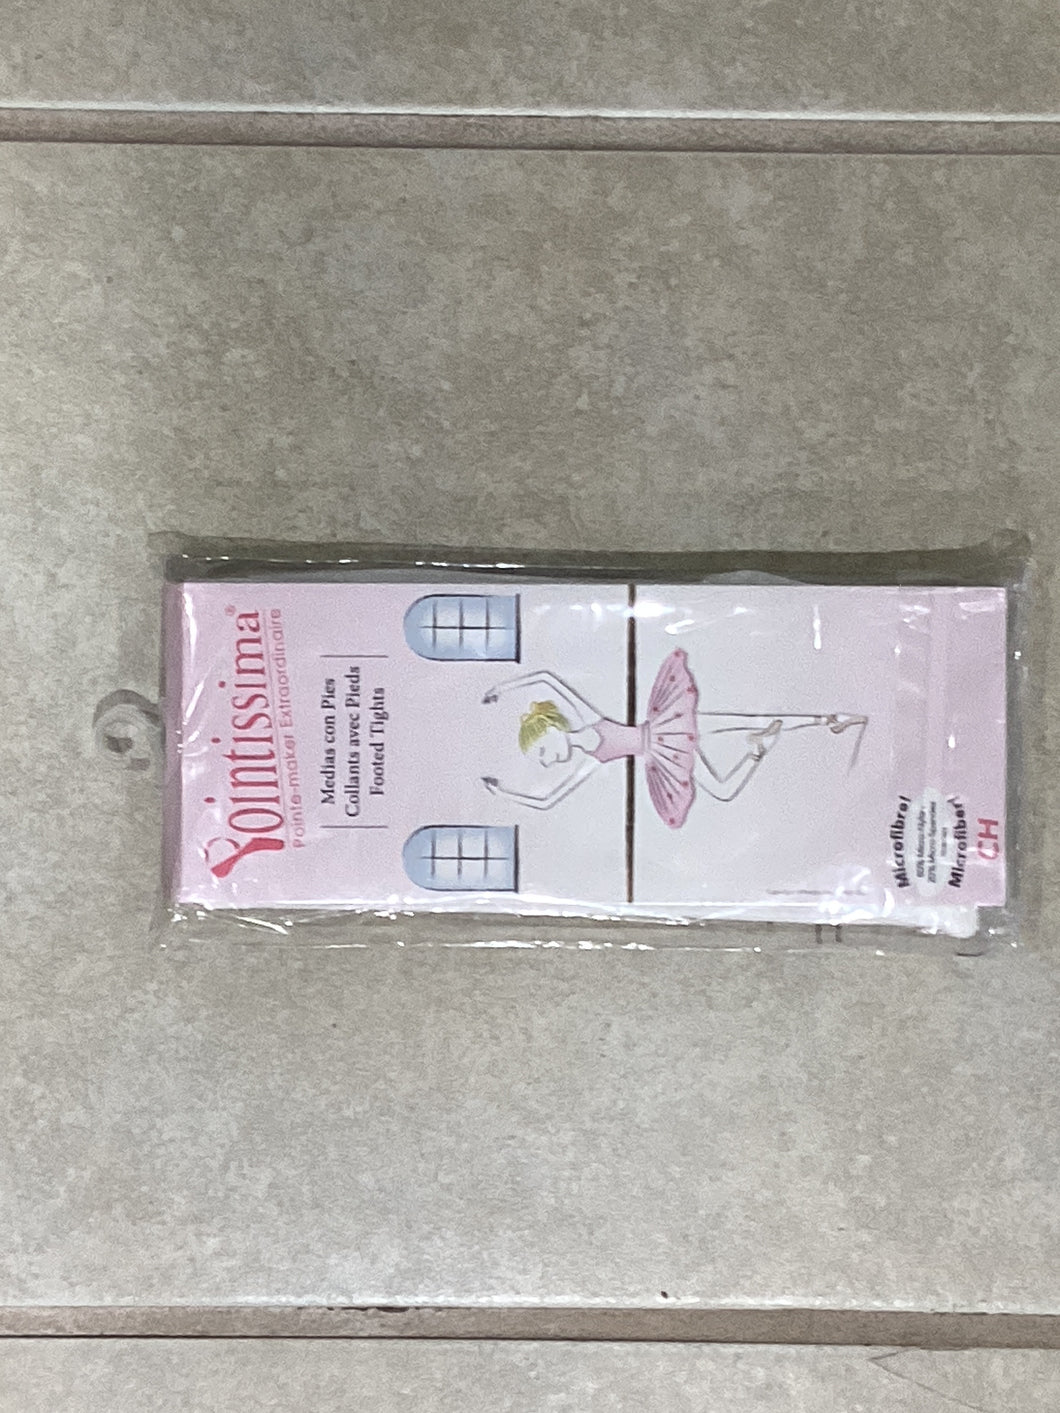 Pointissima®
Pointe-maker Extraordinaire
Medias con Pies
Collants avec Pieds
Footed Tights
Microfibre!
Microfiber
CH